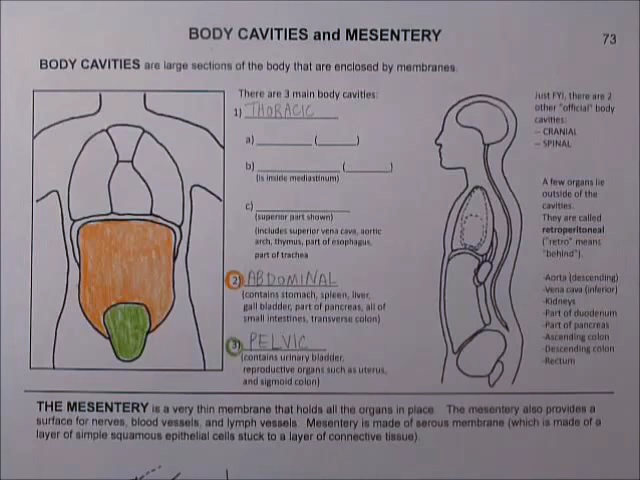 BODY CAVITIES and MESENTERY
73
BODY CAVITIES are large sections of the body that are enclosed by membranes.
There are 3 main body cavities:
1) THORACIC
a) __________ (_______)
b) __________ (________)
(Is inside mediastinum)
c) __________
(superior part shown)
(includes superior vena cava, aortic
arch, thymus, part of esophagus,
part of trachea
2) ABDOMINAL
(contains stomach, spleen, liver,
gall bladder, part of pancreas, all of
small intestines, transverse colon)
3) PELVIC
(contains urinary bladder,
reproductive organs such as uterus,
and sigmoid colon)
Just FYI, there are 2
other "official" body
cavities:
-- CRANIAL
-- SPINAL
A few organs lie
outside of the
cavities.
They are called
retroperitoneal
("retro" means
"behind").
-Aorta (descending)
-Vena cava (inferior)
-Kidneys
-Part of duodenum
-Part of pancreas
-Ascending colon
-Descending colon
-Rectum
THE MESENTERY is a very thin membrane that holds all the organs in place. The mesentery also provides a
surface for nerves, blood vessels, and lymph vessels. Mesentery is made of serous membrane (which is made of a
layer of simple squamous epithelial cells stuck to a layer of connective tissue).